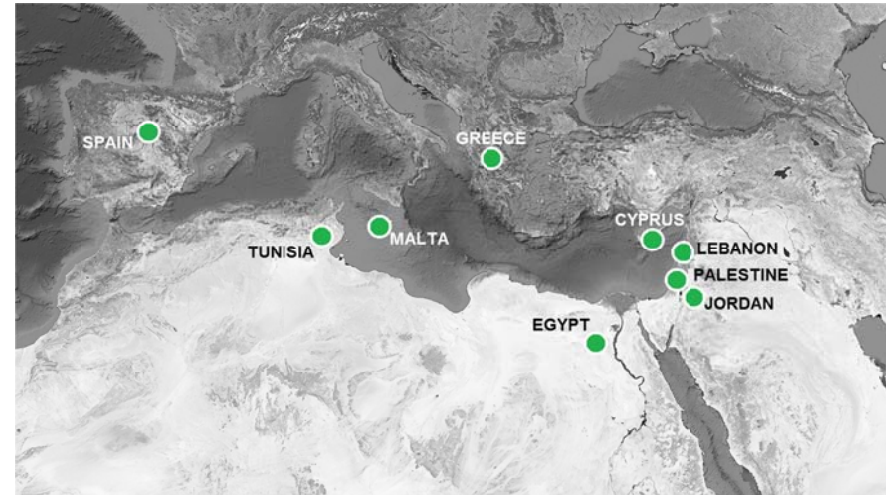 SPAIN
GREECE
CYPRUS
MALTA
TUNISIA
LEBANON
PALESTINE
JORDAN
EGYPT